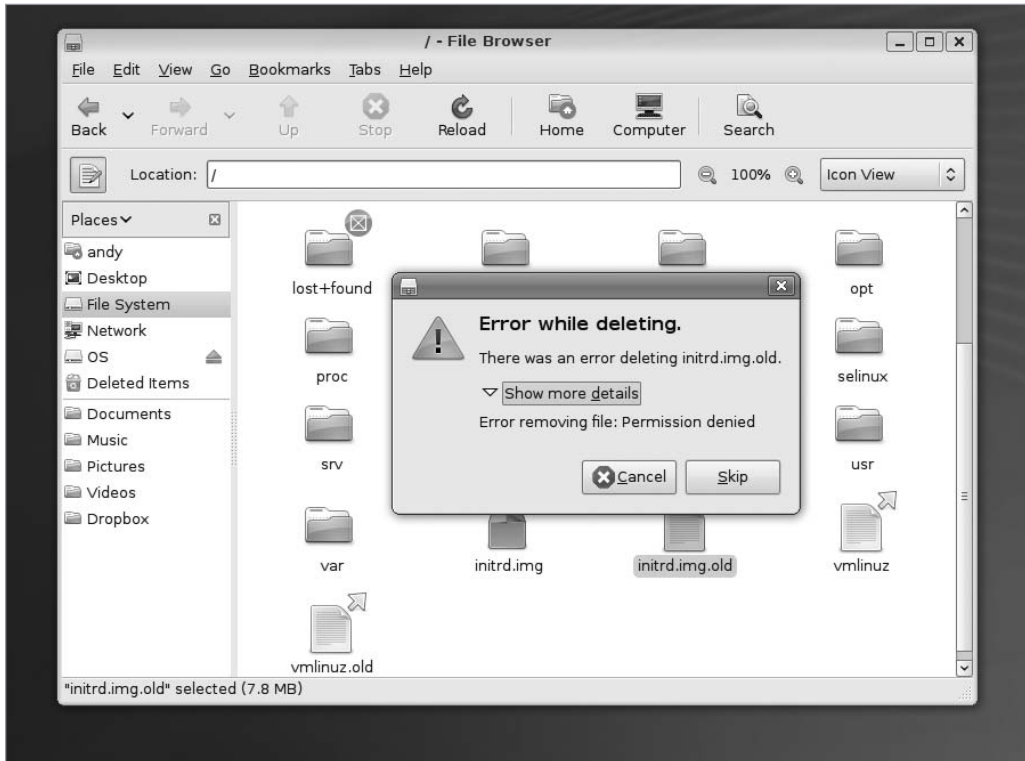 / - File Browser
File Edit View Go Bookmarks Tabs Help
Back Forward Up Stop Reload Home Computer Search
Location: / 100% Icon View
Places
andy
Desktop
File System
Network
OS
Deleted Items
Documents
Music
Pictures
Videos
Dropbox
lost+found
opt
proc
selinux
srv
usr
var
initrd.img
initrd.img.old
vmlinuz
vmlinuz.old
Error while deleting.
There was an error deleting initrd.img.old.
Show more details
Error removing file: Permission denied
Cancel Skip
"initrd.img.old" selected (7.8 MB)